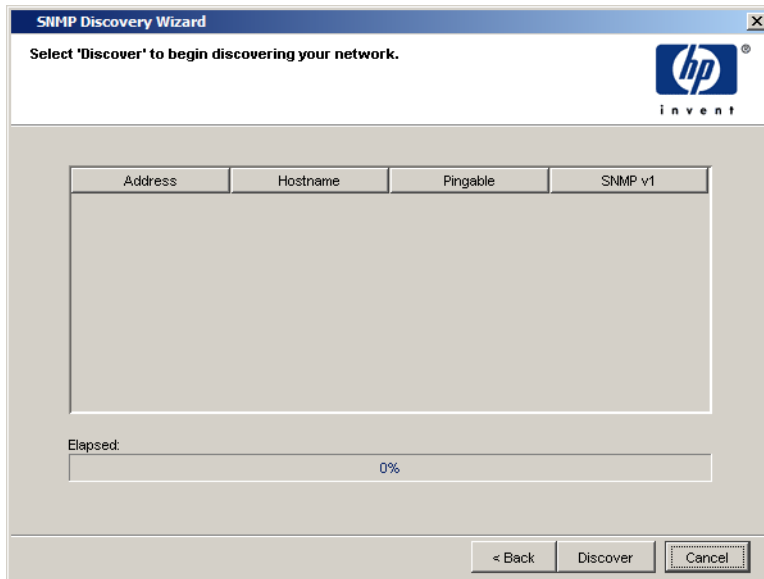 SNMP Discovery Wizard
Select 'Discover' to begin discovering your network.
hp
®
invent
Address Hostname Pingable SNMP v1
Elapsed:
0%
< Back Discover Cancel